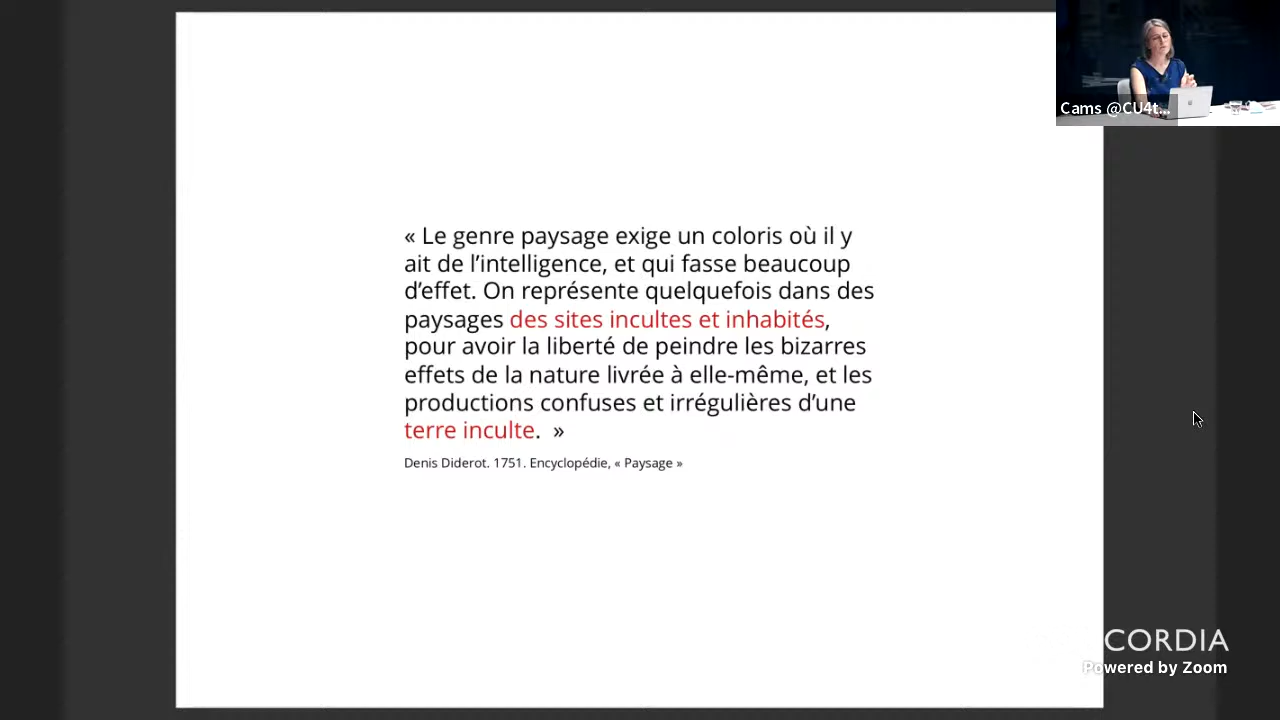 Cams @CU4t...
« Le genre paysage exige un coloris où il y
ait de l’intelligence, et qui fasse beaucoup
d’effet. On représente quelquefois dans des
paysages des sites incultes et inhabités,
pour avoir la liberté de peindre les bizarres
effets de la nature livrée à elle-même, et les
productions confuses et irrégulières d’une
terre inculte.  »
Denis Diderot. 1751. Encyclopédie, « Paysage »
CORDIA
Powered by Zoom